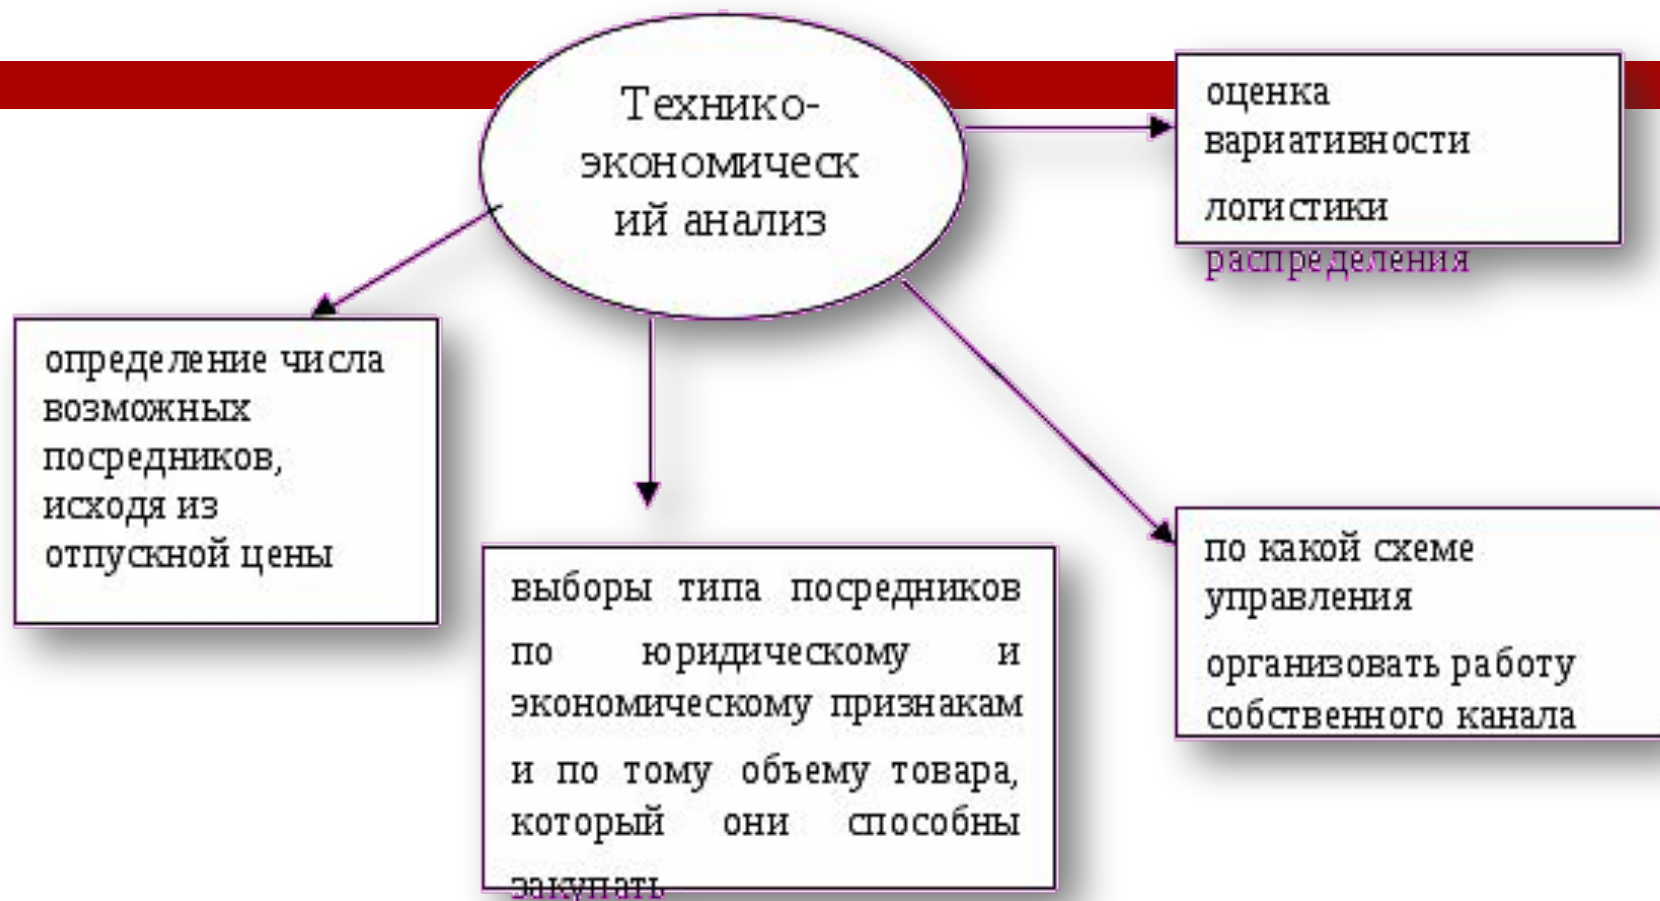 Технико-
экономическ
ий анализ
оценка
вариативности
логистики
распределения
определение числа
возможных
посредников,
исходя из
отпускной цены
выборы типа посредников
по юридическому и
экономическому признакам
и по тому объему товара,
который они способны
закупать
по какой схеме
управления
организовать работу
собственного канала